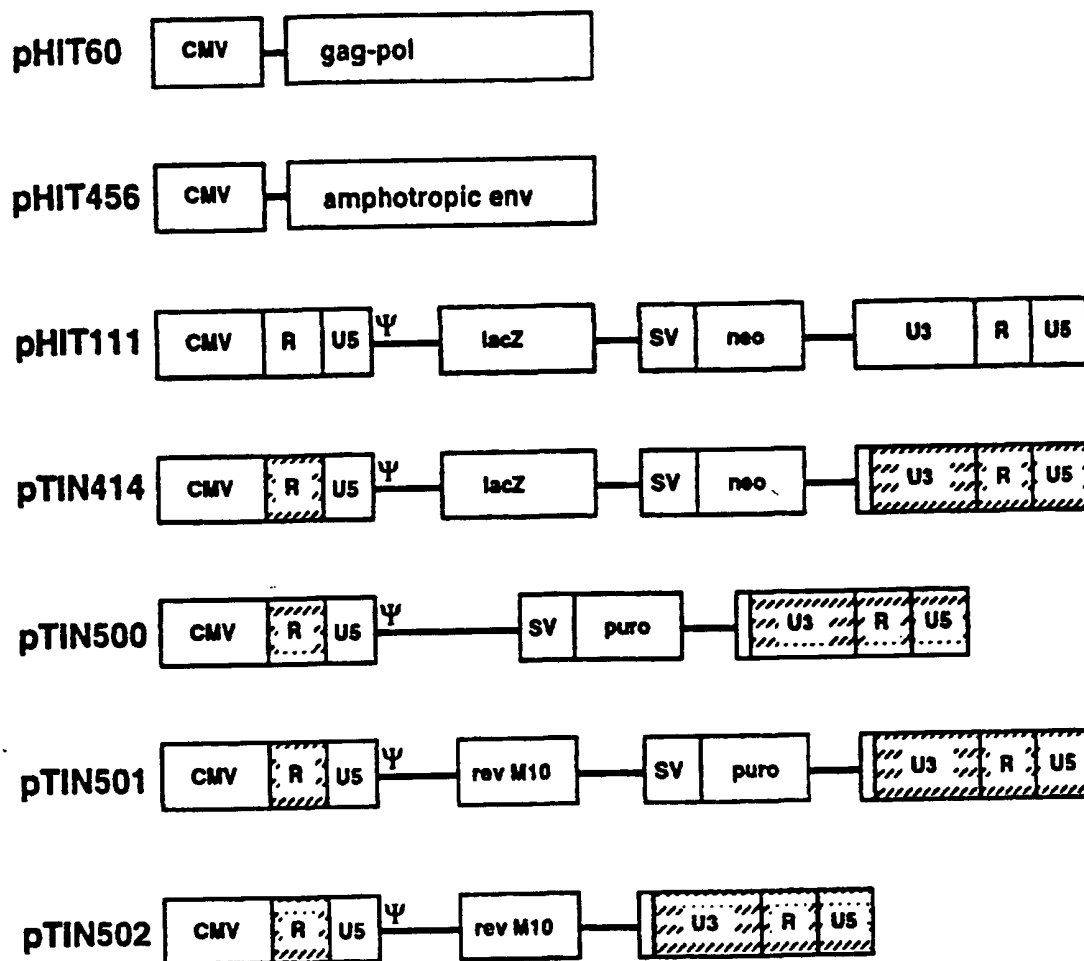 pHIT60 CMV gag-pol
pHIT456 CMV amphotropic env
pHIT111 CMV R U5 Ψ lacZ SV neo U3 R U5
pTIN414 CMV R U5 Ψ lacZ SV neo U3 R U5
pTIN500 CMV R U5 Ψ SV puro U3 R U5
pTIN501 CMV R U5 Ψ rev M10 SV puro U3 R U5
pTIN502 CMV R U5 Ψ rev M10 U3 R U5